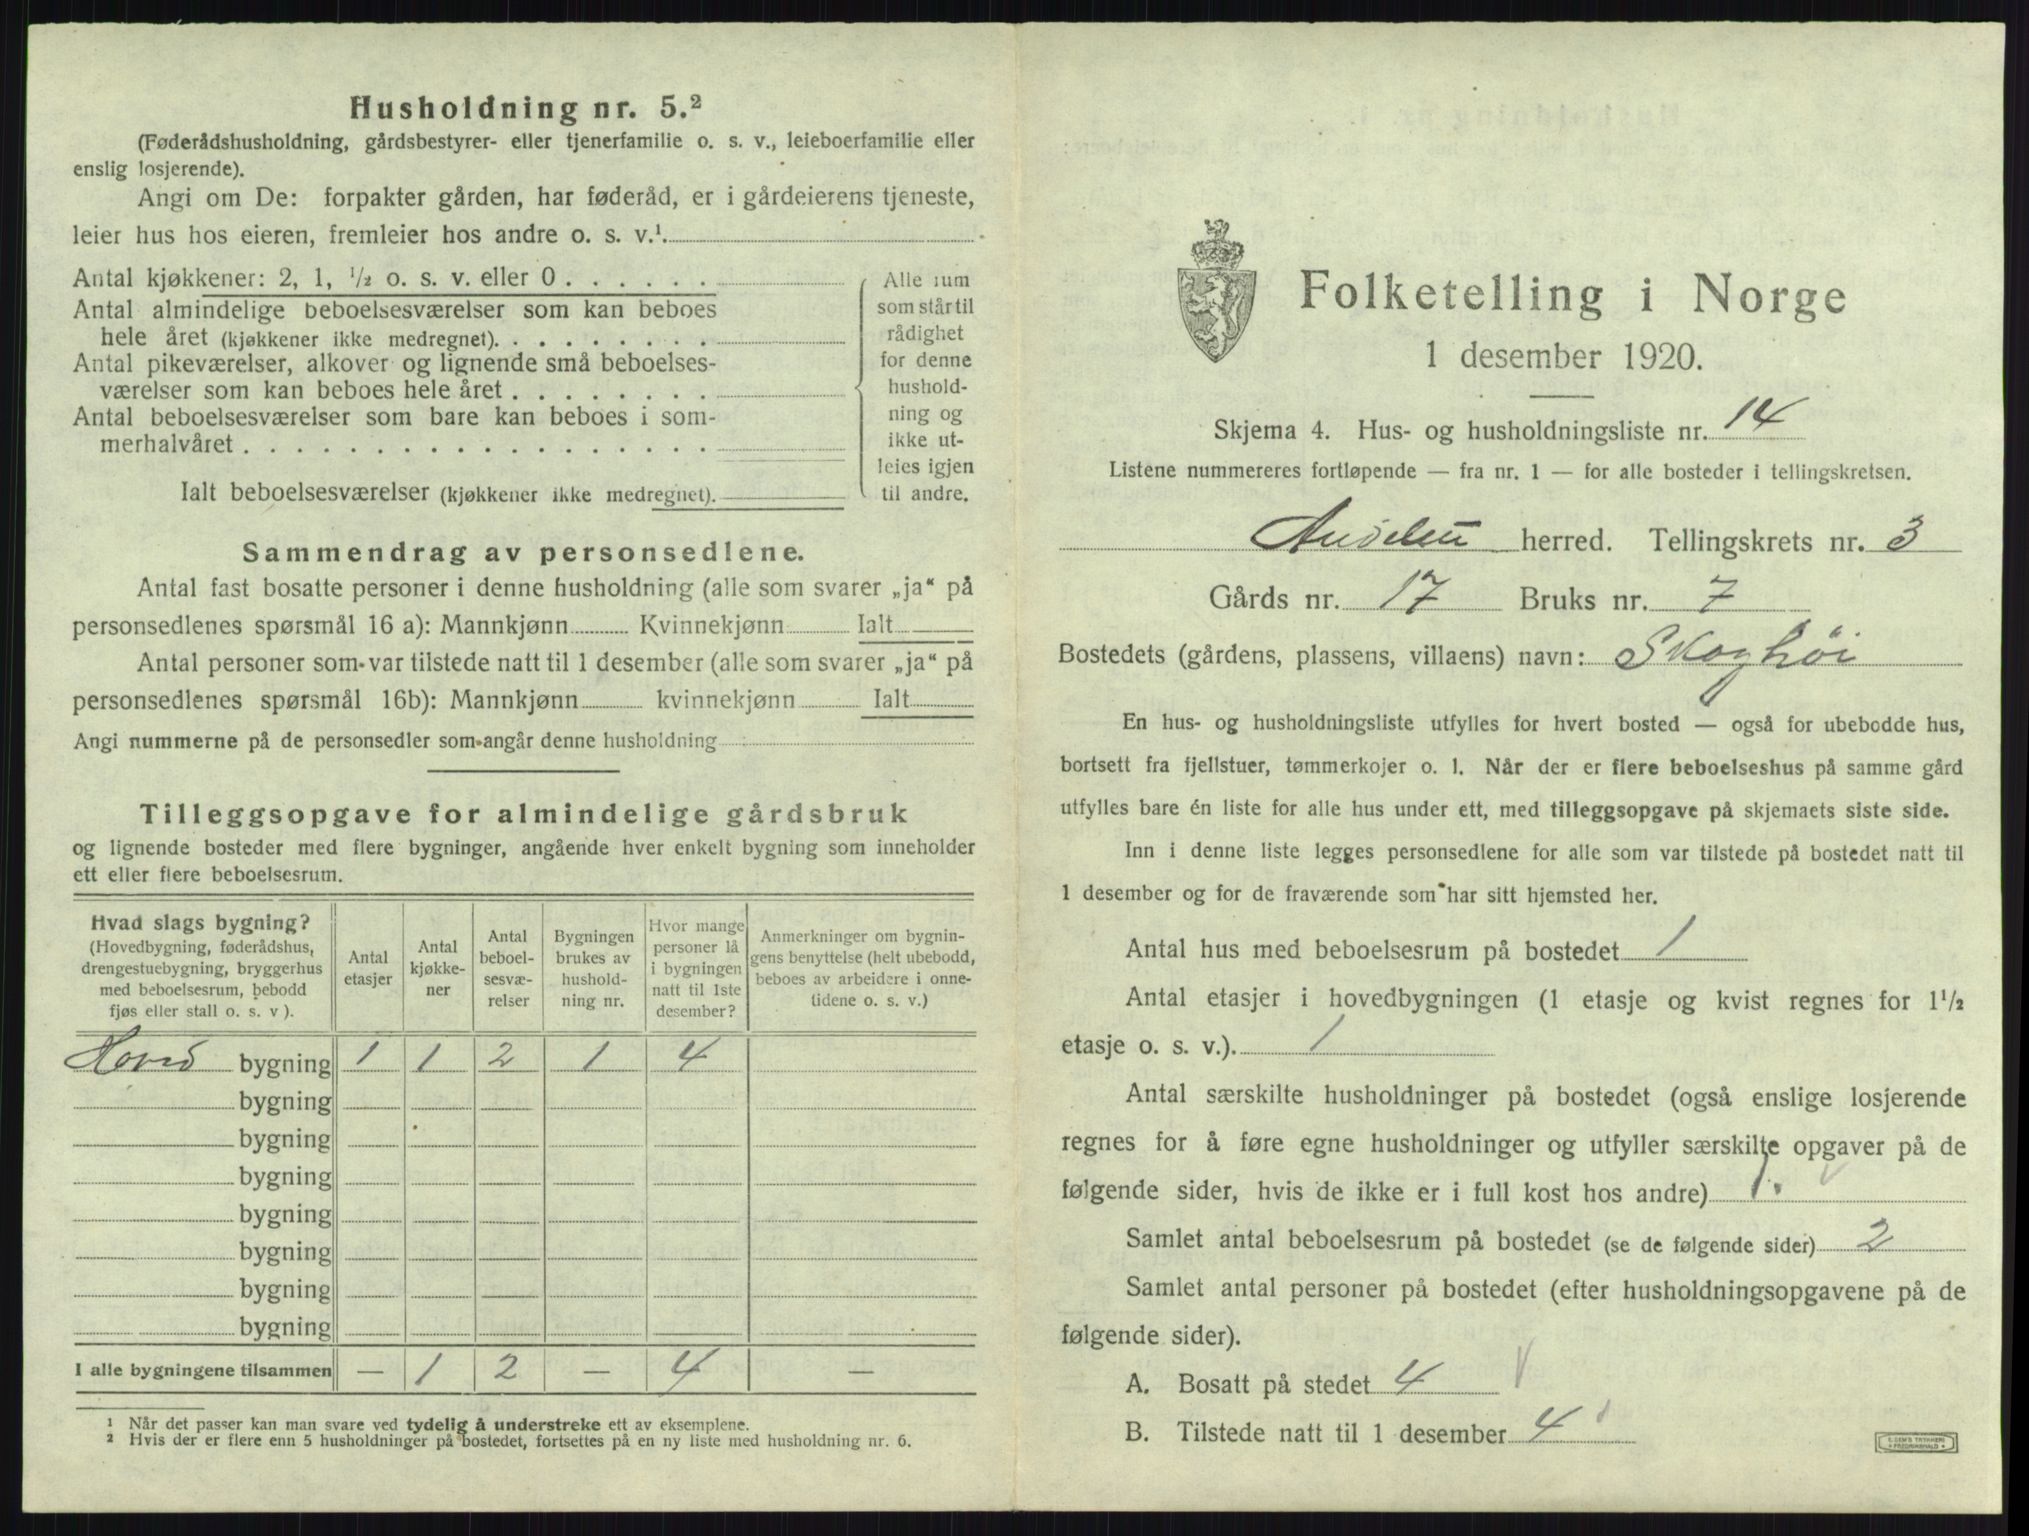 Husholdning nr. 5.²
(Føderådshusholdning, gårdsbestyrer- eller tjenerfamilie o. s. v., leieboerfamilie eller
enslig losjerende).
Angi om De: forpakter gården, har føderåd, er i gårdeierens tjeneste,
leier hus hos eieren, fremleier hos andre o. s. v.¹.
Antal kjøkkener: 2, 1, ½ o. s. v. eller 0 . . . . . .
Antal almindelige beboelsesværelser som kan beboes
hele året (kjøkkener ikke medregnet). . . . . . . . .
Antal pikeværelser, alkover og lignende små beboelses-
værelser som kan beboes hele året . . . . . . . .
Antal beboelsesværelser som bare kan beboes i som-
merhalvåret . . . . . . . . . . . . . . . . . .
Ialt beboelsesværelser (kjøkkener ikke medregnet).
Alle rum
som står til
rådighet
for denne
hushold-
ning og
ikke ut-
leies igjen
til andre.
Sammendrag av personsedlene.
Antal fast bosatte personer i denne husholdning (alle som svarer „ja“ på
personsedlenes spørsmål 16 a): Mannkjønn Kvinnekjønn Ialt
Antal personer som var tilstede natt til 1 desember (alle som svarer „ja“ på
personsedlenes spørsmål 16b): Mannkjønn kvinnekjønn Ialt
Angi nummerne på de personsedler som angår denne husholdning
Tilleggsopgave for almindelige gårdsbruk
og lignende bosteder med flere bygninger, angående hver enkelt bygning som inneholder
ett eller flere beboelsesrum.
Hvad slags bygning?
(Hovedbygning, føderådshus,
drengestuebygning, bryggerhus
med beboelsesrum, bebodd
fjøs eller stall o. s. v ).
Antal
etasjer
Antal
kjøkke-
ner
Antal
beboel-
sesvæ-
relser
Bygningen
brukes av
hushold-
ning nr.
Hvor mange
personer lå
i bygningen
natt til 1ste
desember?
Anmerkninger om bygnin-
gens benyttelse (helt ubebodd,
beboes av arbeidere i onne-
tidene o. s. v.)
Hoved bygning 1 1 2 1 4
bygning
bygning
bygning
bygning
bygning
bygning
bygning
I alle bygningene tilsammen — 1 2 — 4 —
¹ Når det passer kan man svare ved tydelig å understreke ett av eksemplene.
² Hvis der er flere enn 5 husholdninger på bostedet, fortsettes på en ny liste med husholdning nr. 6.
Folketelling i Norge
1 desember 1920.
Skjema 4. Hus- og husholdningsliste nr. 14
Listene nummereres fortløpende — fra nr. 1 — for alle bosteder i tellingskretsen.
Andelen herred. Tellingskrets nr. 3
Gårds nr. 17 Bruks nr. 7
Bostedets (gårdens, plassens, villaens) navn: Skoghöi
En hus- og husholdningsliste utfylles for hvert bosted — også for ubebodde hus,
bortsett fra fjellstuer, tømmerkojer o. l. Når der er flere beboelseshus på samme gård
utfylles bare én liste for alle hus under ett, med tilleggsopgave på skjemaets siste side.
Inn i denne liste legges personsedlene for alle som var tilstede på bostedet natt til
1 desember og for de fraværende som har sitt hjemsted her.
Antal hus med beboelsesrum på bostedet 1
Antal etasjer i hovedbygningen (1 etasje og kvist regnes for 1½
etasje o. s. v.). 1
Antal særskilte husholdninger på bostedet (også enslige losjerende
regnes for å føre egne husholdninger og utfyller særskilte opgaver på de
følgende sider, hvis de ikke er i full kost hos andre) 1.
Samlet antal beboelsesrum på bostedet (se de følgende sider) 2
Samlet antal personer på bostedet (efter husholdningsopgavene på de
følgende sider).
A. Bosatt på stedet 4
B. Tilstede natt til 1 desember 4